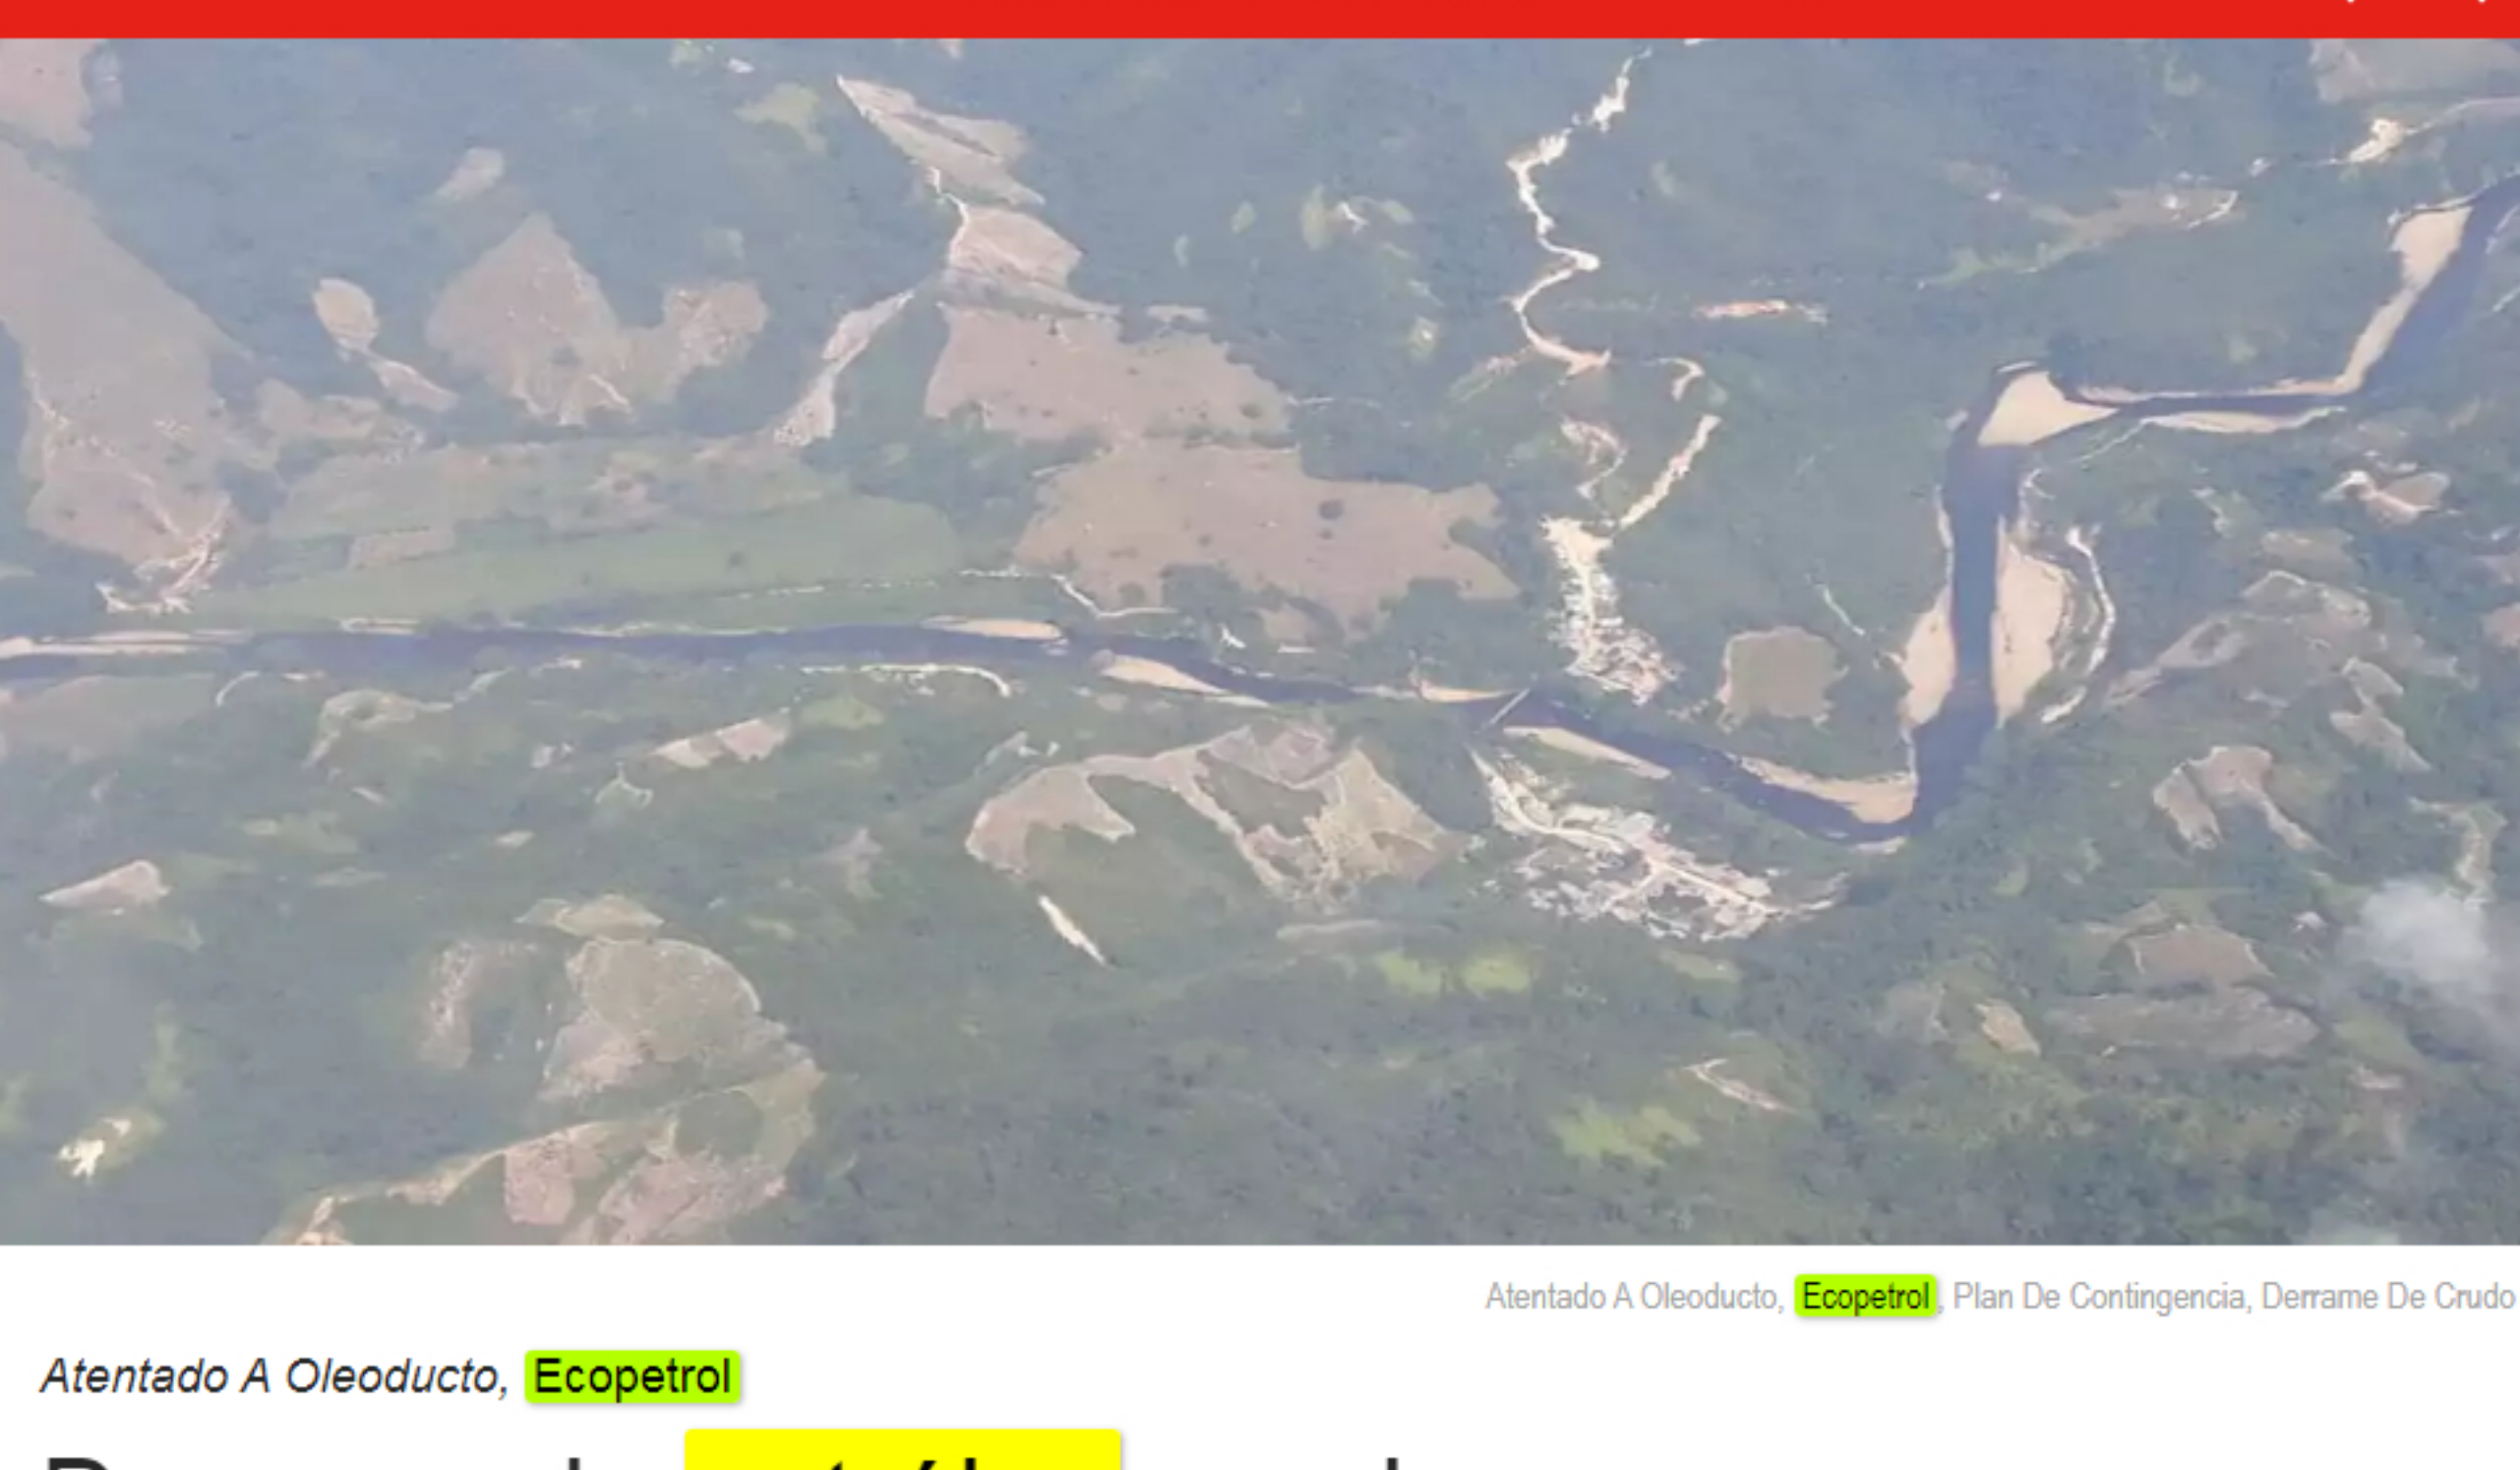 Atentado A Oleoducto, Ecopetrol, Plan De Contingencia, Derrame De Crudo
Atentado A Oleoducto, Ecopetrol